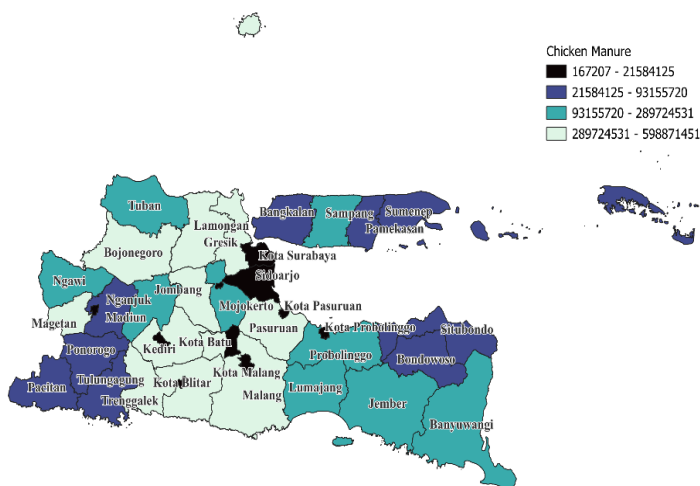 Chicken Manure
167207 - 21584125
21584125 - 93155720
93155720 - 289724531
289724531 - 598871451
Tuban
Lamongan
Gresik
Bangkalan
Sampang
Sumenep
Pamekasan
Bojonegoro
Kota Surabaya
Sidoarjo
Ngawi
Nganjuk
Jombang
Mojokerto
Kota Pasuruan
Magetan
Madiun
Pasuruan
Kota Probolinggo
Situbondo
Ponorogo
Kediri
Kota Batu
Probolinggo
Bondowoso
Pacitan
Tulungagung
Kota Blitar
Kota Malang
Trenggalek
Malang
Lumajang
Jember
Banyuwangi